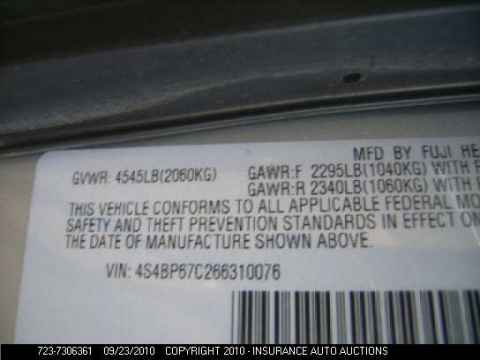 MFD BY FUJI HE
GVWR: 4545LB(2060KG) GAWR:F 2295LB(1040KG) WITH
GAWR:R 2340LB(1060KG) WITH
THIS VEHICLE CONFORMS TO ALL APPLICABLE FEDERAL MO
SAFETY AND THEFT PREVENTION STANDARDS IN EFFECT ON
THE DATE OF MANUFACTURE SHOWN ABOVE.
VIN: 4S4BP67C266310076
723-7306361 09/23/2010 COPYRIGHT 2010 - INSURANCE AUTO AUCTIONS